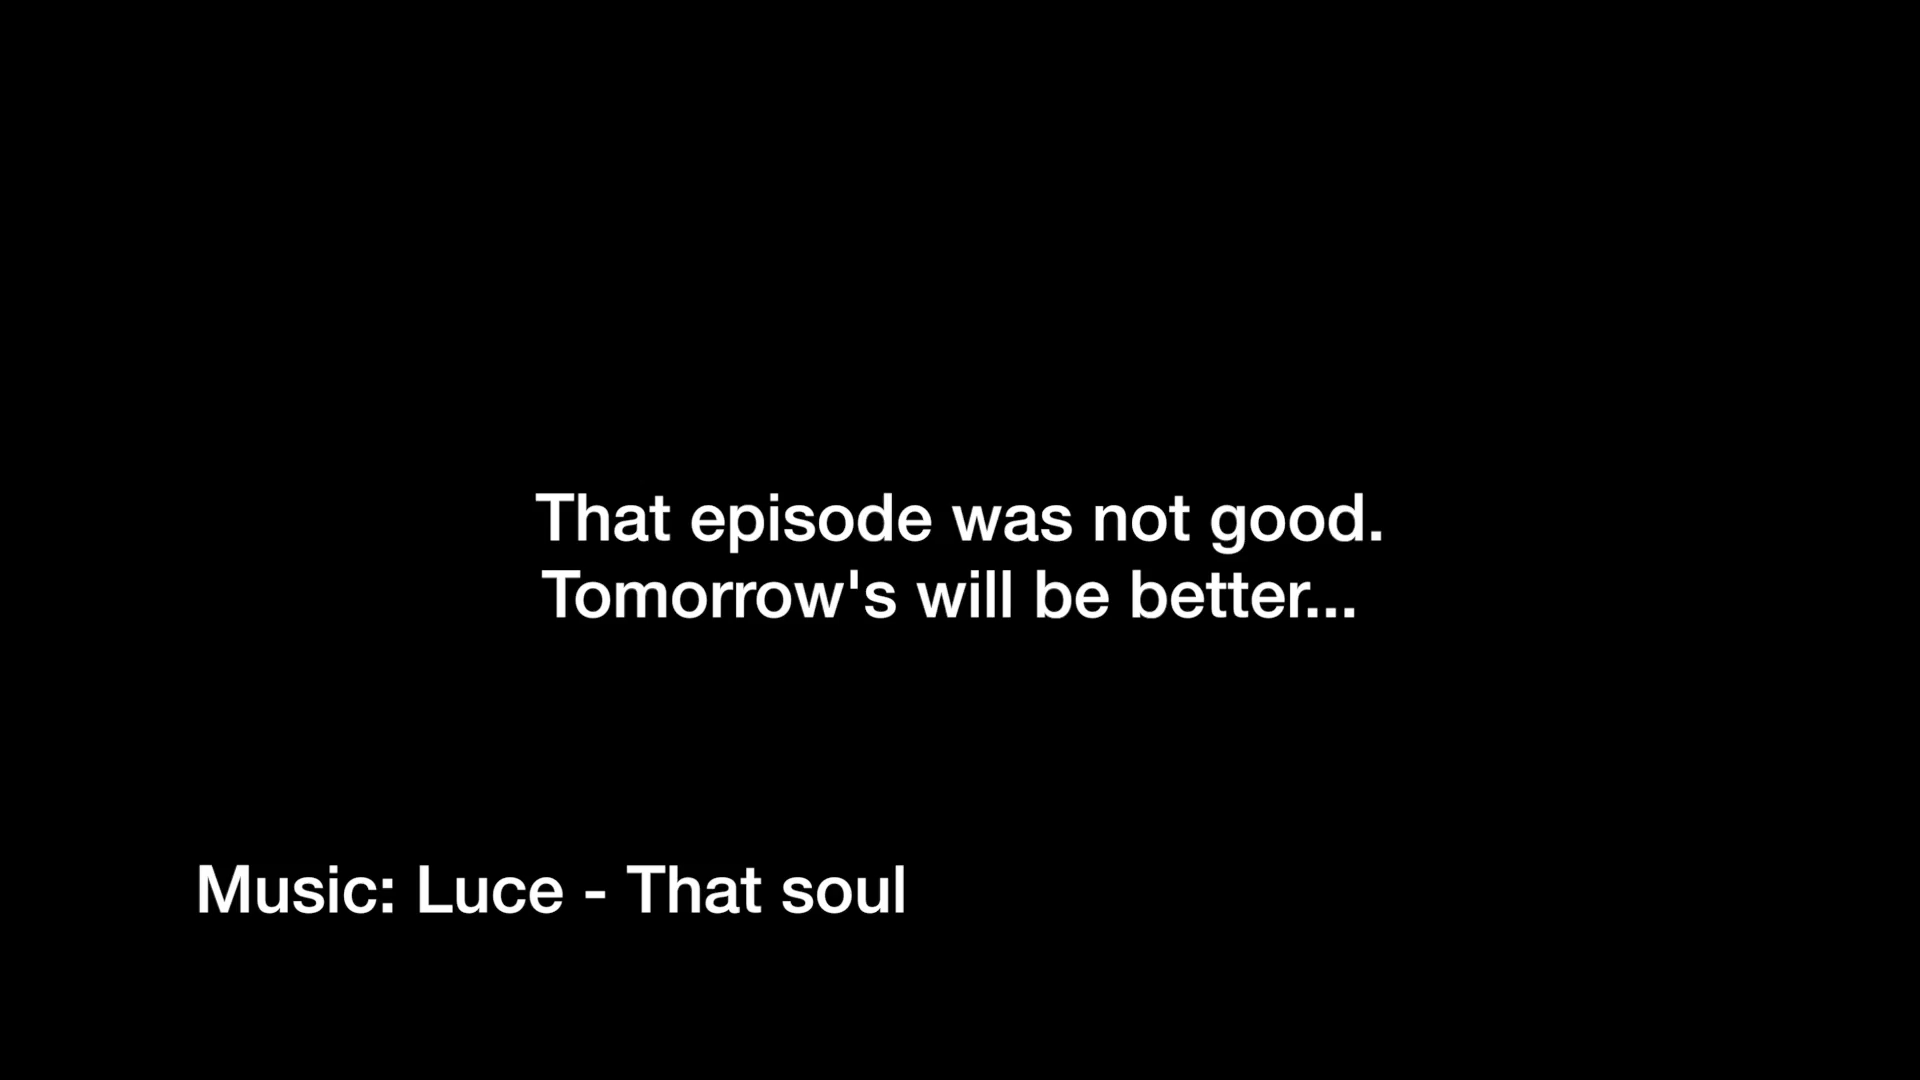 That episode was not good.
Tomorrow's will be better...
Music: Luce - That soul